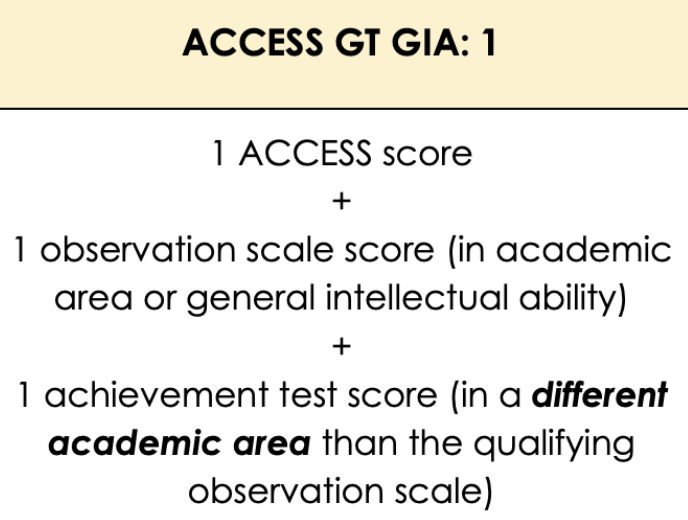 ACCESS GT GIA: 1
1 ACCESS score
+
1 observation scale score (in academic
area or general intellectual ability)
+
1 achievement test score (in a different
academic area than the qualifying
observation scale)